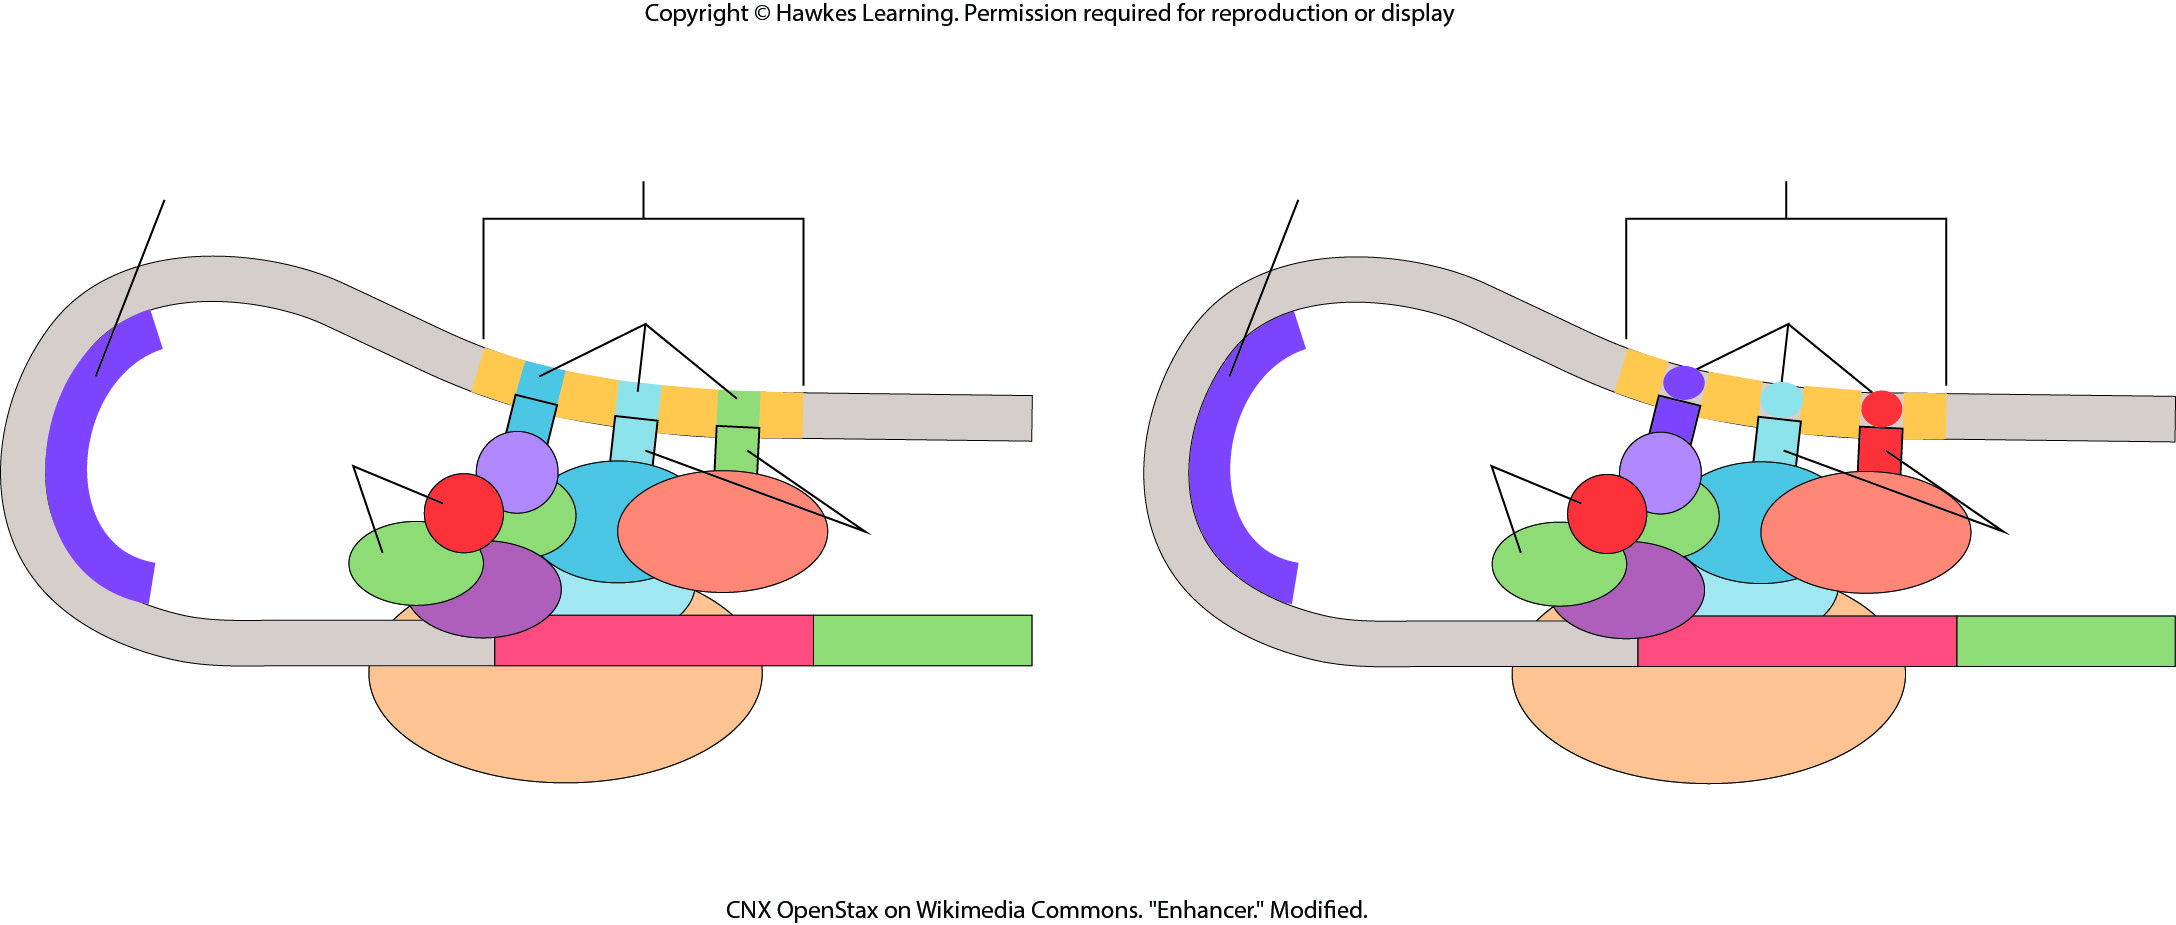 Copyright © Hawkes Learning. Permission required for reproduction or display
CNX OpenStax on Wikimedia Commons. "Enhancer." Modified.